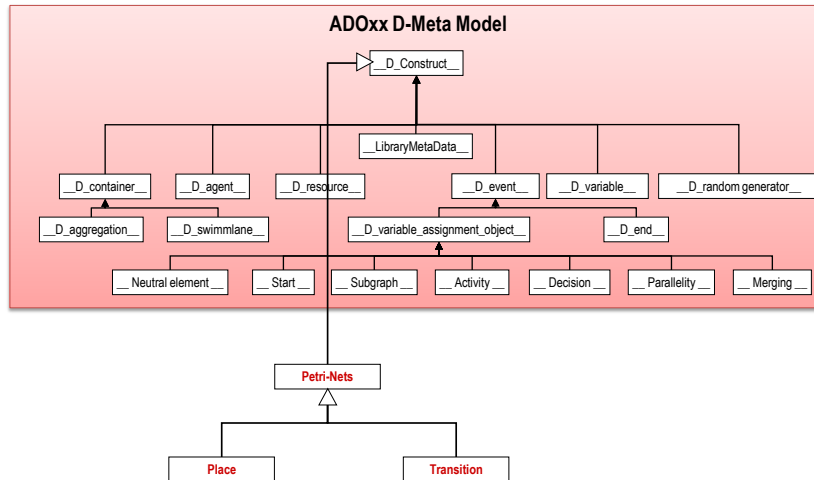 ADOxx D-Meta Model
__D_Construct__
__LibraryMetaData__
__D_container__
__D_agent__
__D_resource__
__D_event__
__D_variable__
__D_random generator__
__D_aggregation__
__D_swimmlane__
__D_variable_assignment_object__
__D_end__
__ Neutral element __
__ Start __
__ Subgraph __
__ Activity __
__ Decision __
__ Parallelity __
__ Merging __
Petri-Nets
Place
Transition